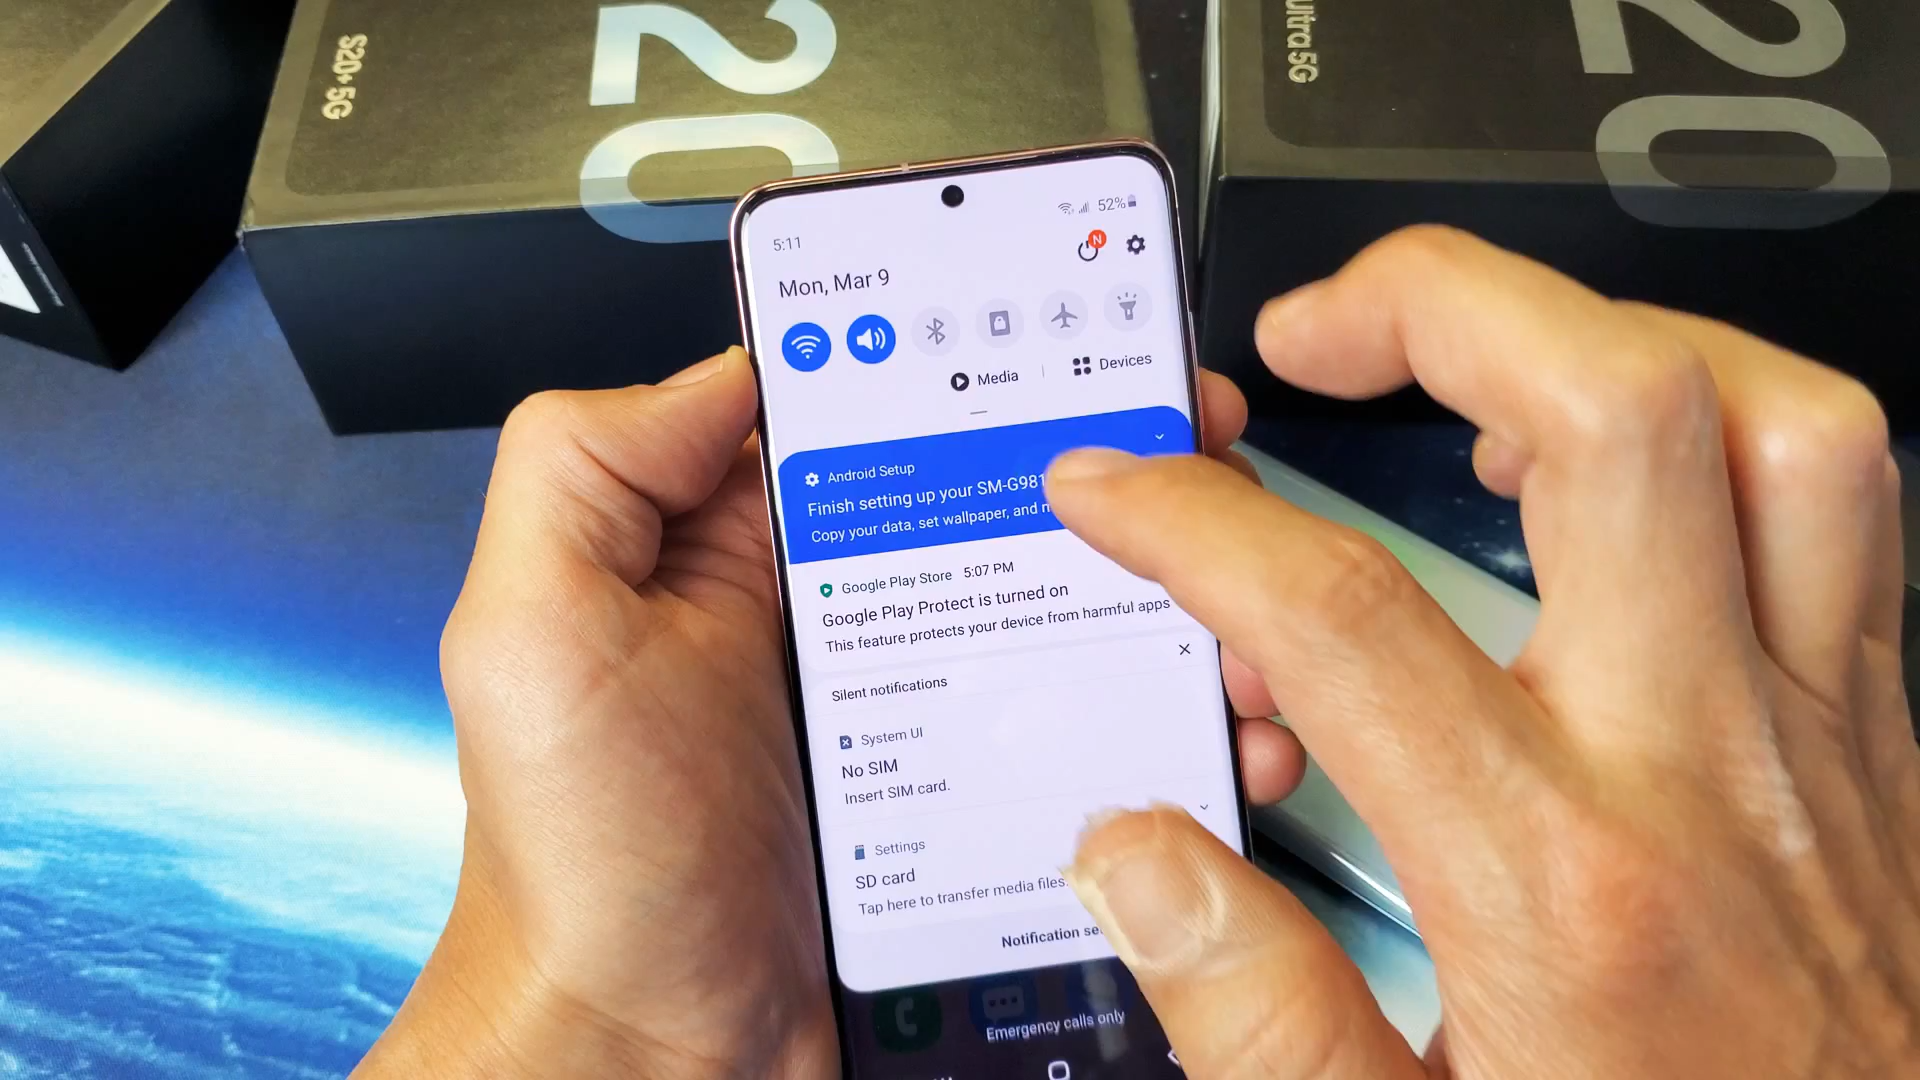 S20+ 5G
20
Ultra 5G
20
52%
5:11
N
Mon, Mar 9
Media
Devices
Android Setup
Finish setting up your SM-G981
Copy your data, set wallpaper, and
Google Play Store 5:07 PM
Google Play Protect is turned on
This feature protects your device from harmful apps
Silent notifications
System UI
No SIM
Insert SIM card.
Settings
SD card
Tap here to transfer media files.
Notification
Emergency calls only